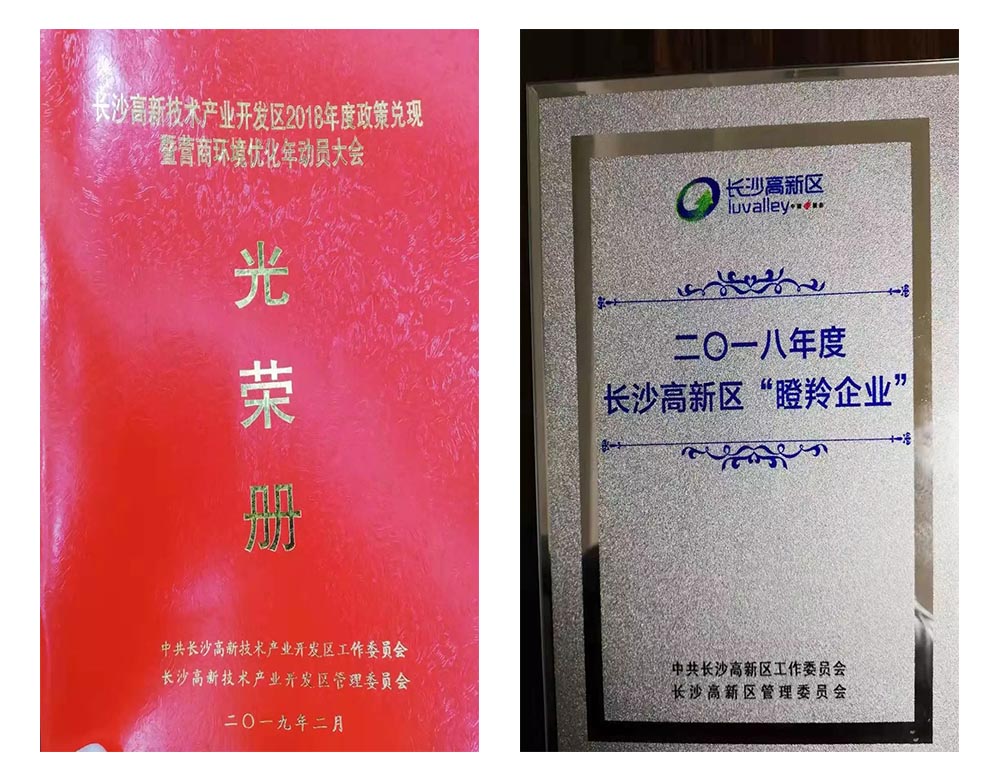 长沙高新技术产业开发区2018年度政策兑现
暨营商环境优化年动员大会
光
荣
册
中共长沙高新技术产业开发区工作委员会
长沙高新技术产业开发区管理委员会
二〇一九年二月
长沙高新区
luvalley
二〇一八年度
长沙高新区“瞪羚企业”
中共长沙高新区工作委员会
长沙高新区管理委员会